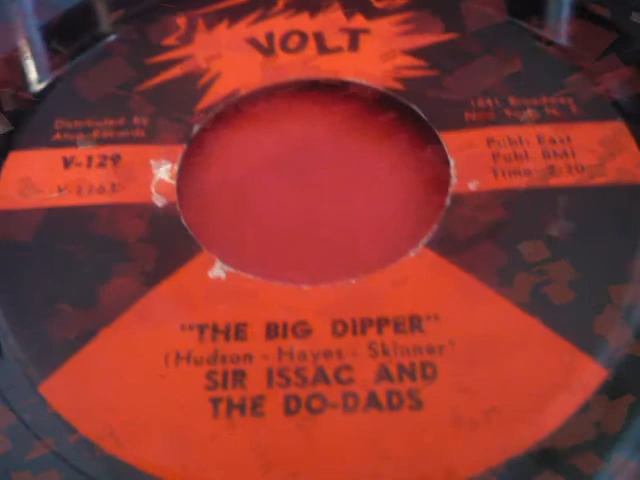 VOLT
Distributed by
Atco Records
1841 Broadway
New York
V-129
Publ: East
Publ. BMI
Time: 2:30
"THE BIG DIPPER"
(Hudson - Hayes - Skinner)
SIR ISSAC AND
THE DO-DADS